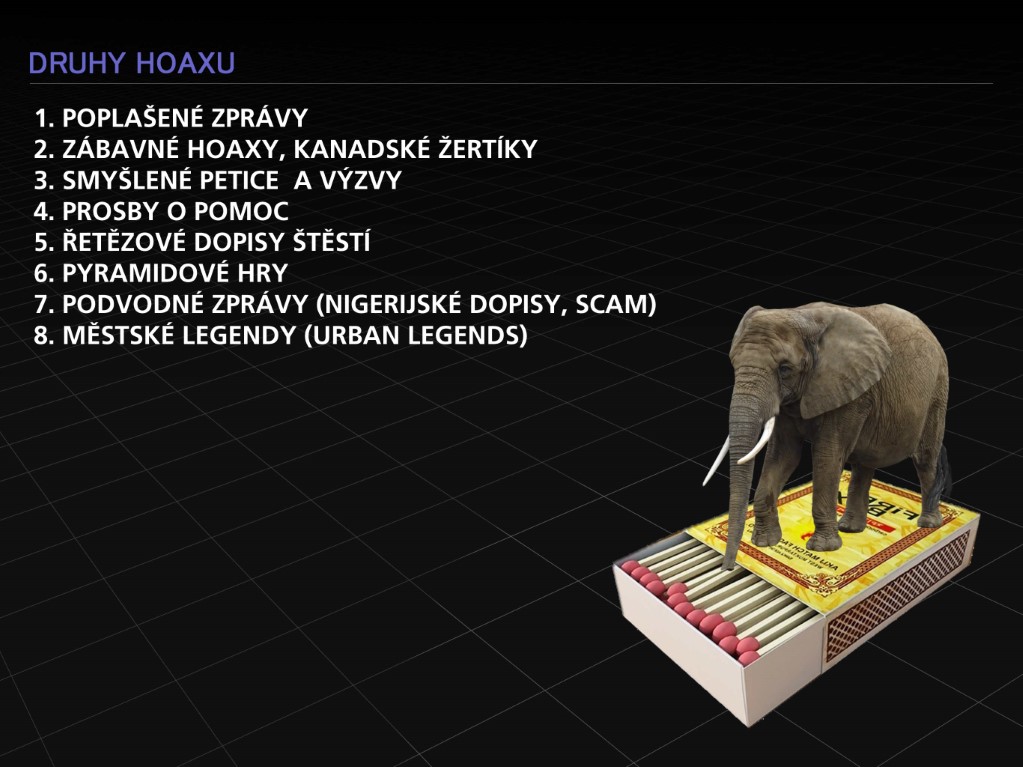 DRUHY HOAXU
1. POPLAŠENÉ ZPRÁVY
2. ZÁBAVNÉ HOAXY, KANADSKÉ ŽERTÍKY
3. SMYŠLENÉ PETICE  A VÝZVY
4. PROSBY O POMOC
5. ŘETĚZOVÉ DOPISY ŠTĚSTÍ
6. PYRAMIDOVÉ HRY
7. PODVODNÉ ZPRÁVY (NIGERIJSKÉ DOPISY, SCAM)
8. MĚSTSKÉ LEGENDY (URBAN LEGENDS)